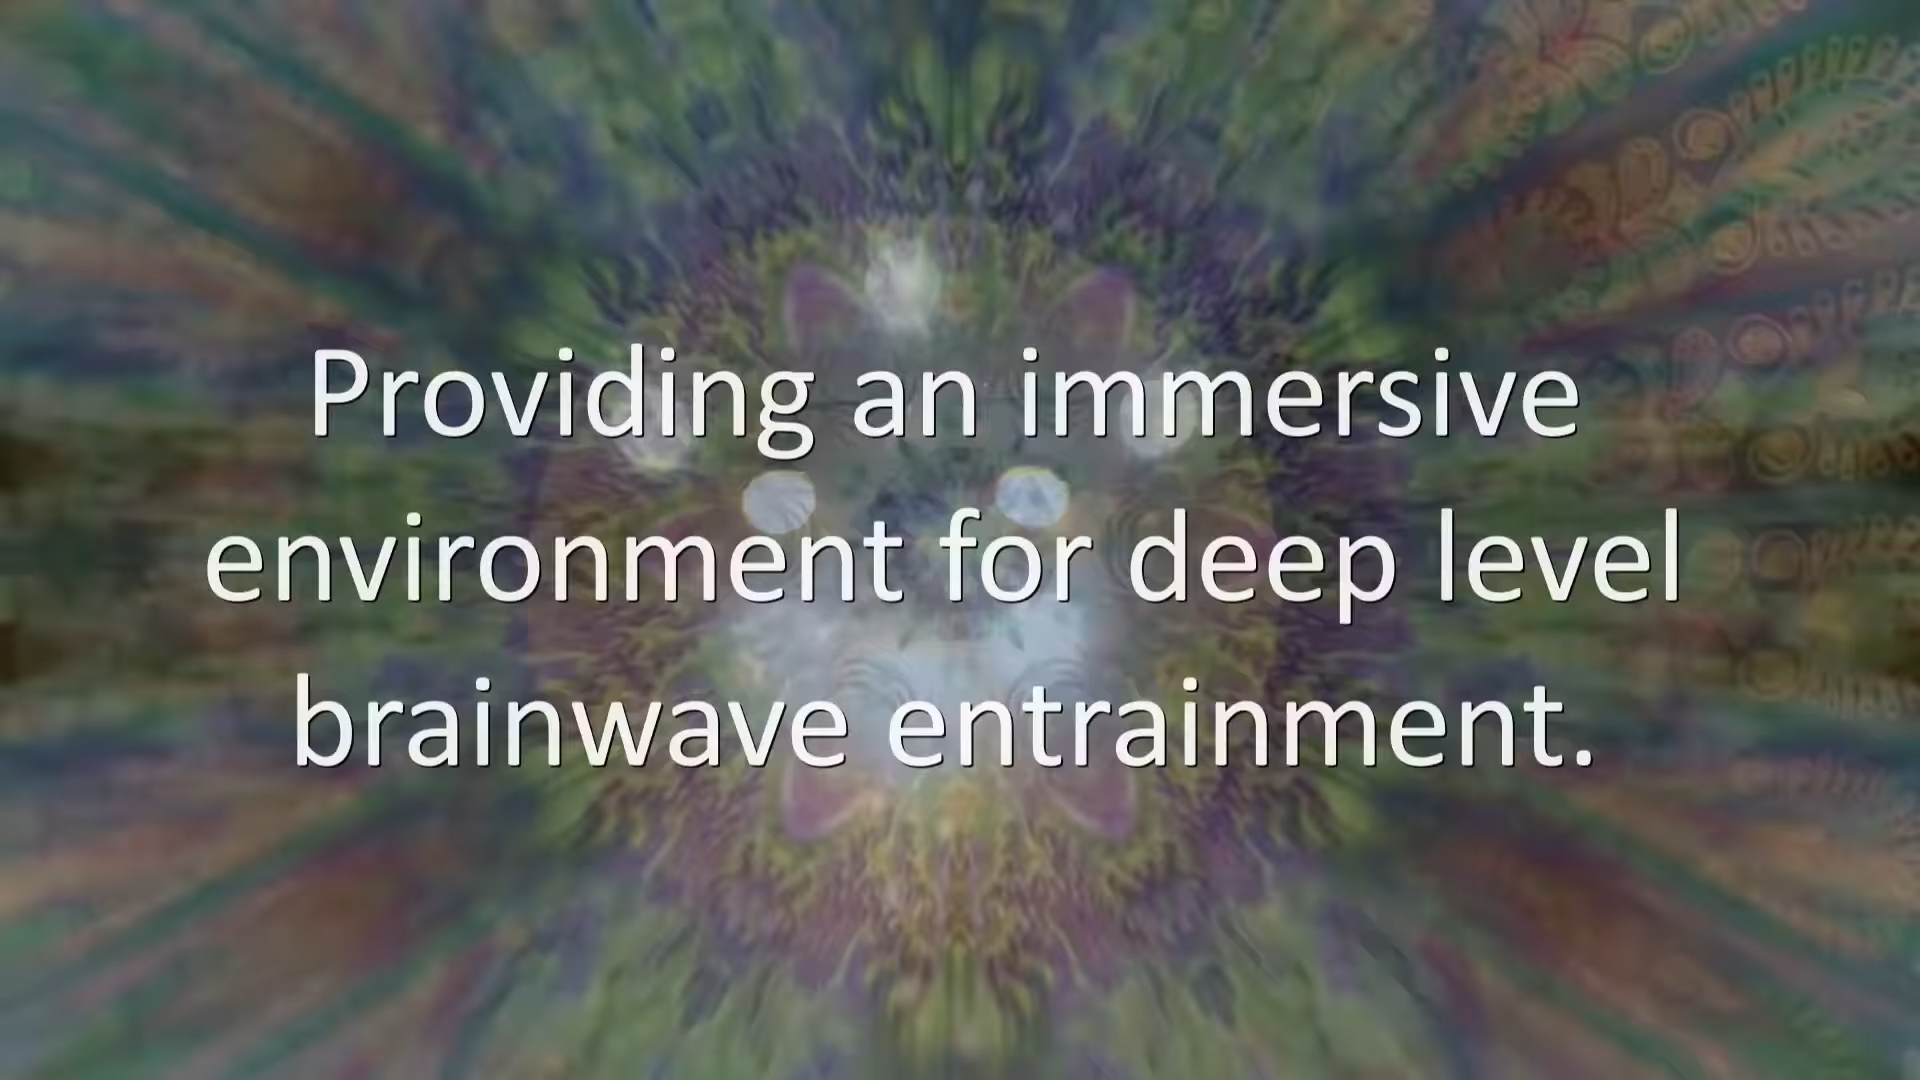 Providing an immersive
environment for deep level
brainwave entrainment.